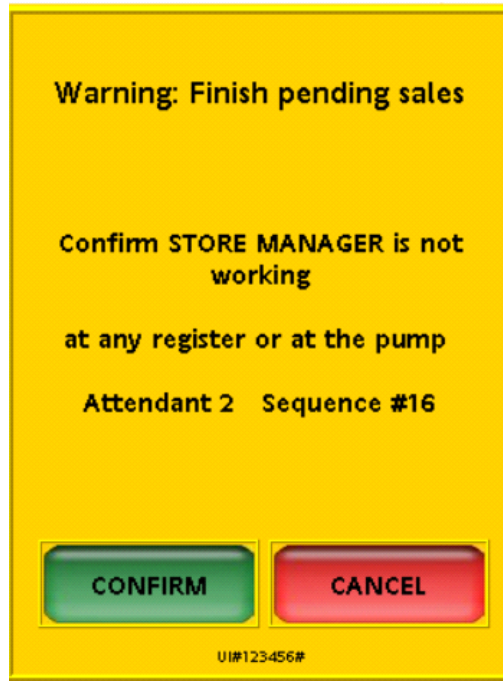 Warning: Finish pending sales
Confirm STORE MANAGER is not
working
at any register or at the pump
Attendant 2 Sequence #16
CONFIRM
CANCEL
UI#123456#